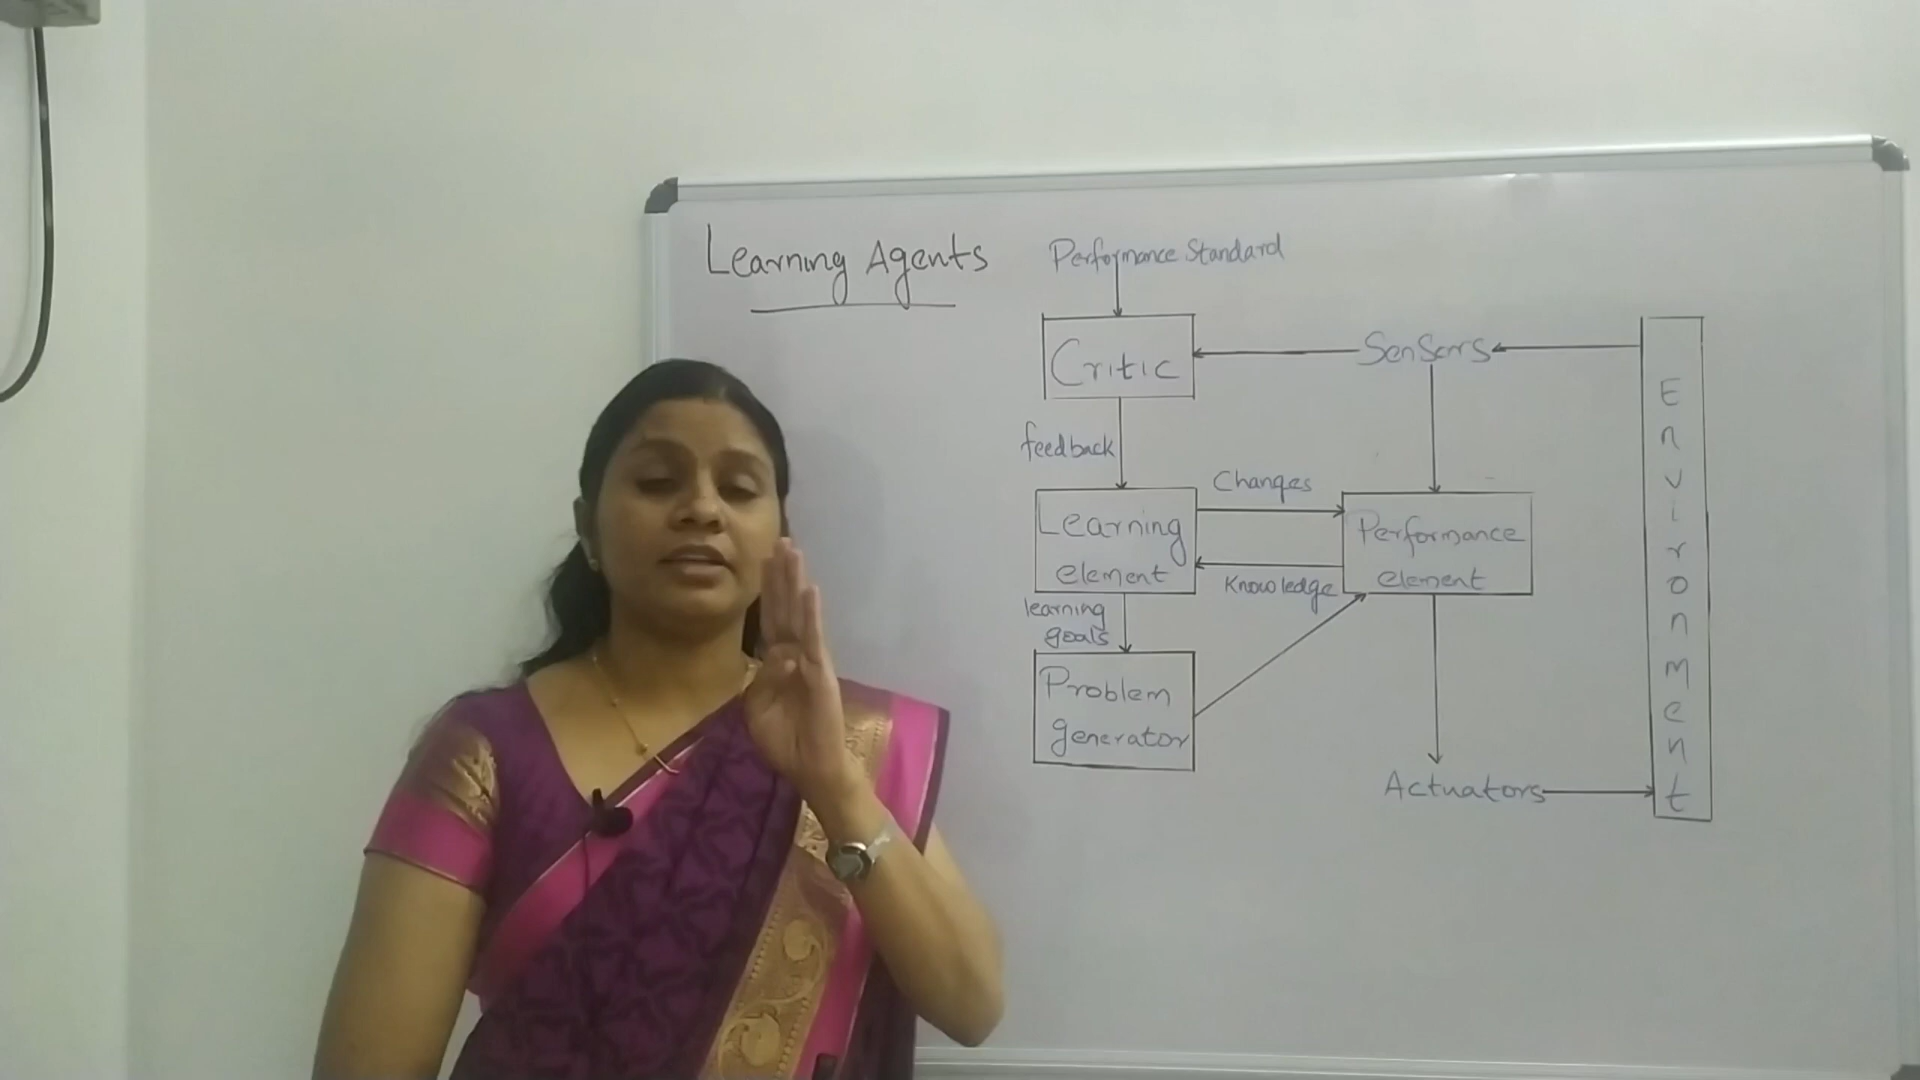 Learning Agents
Performance Standard
Critic
Sensors
feedback
Changes
Learning
element
Performance
element
Knowledge
learning
goals
Problem
generator
Actuators
Environment